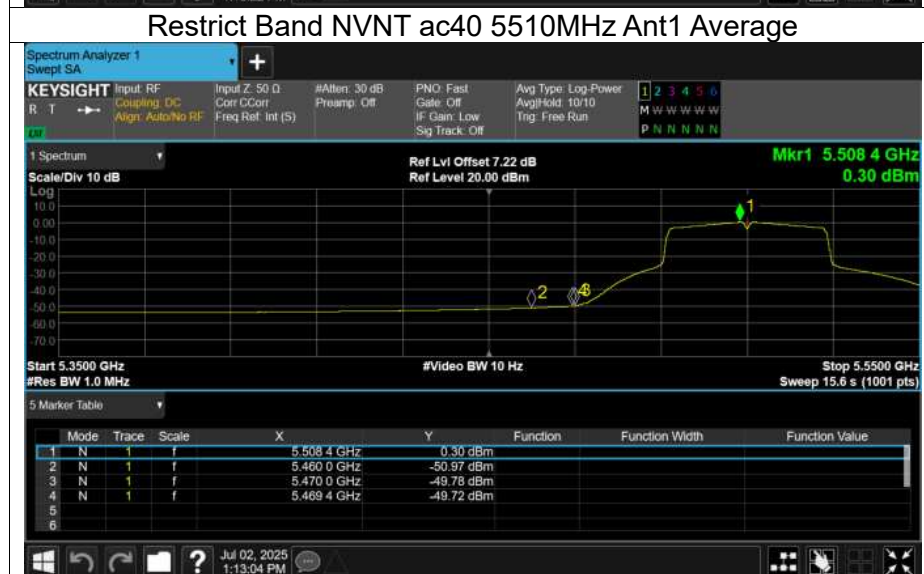 Restrict Band NVNT ac40 5510MHz Ant1 Average
Spectrum Analyzer 1
Swept SA
+
KEYSIGHT Input: RF Input Z: 50 Ω #Atten: 30 dB PNO: Fast Avg Type: Log-Power 1 2 3 4 5 6
R T Coupling: DC Corr CCorr Preamp: Off Gate: Off Avg|Hold: 10/10 M W W W W W
Align: Auto/No RF Freq Ref: Int (S) IF Gain: Low Trig: Free Run
Sig Track: Off P N N N N N
1 Spectrum Ref Lvl Offset 7.22 dB Mkr1 5.508 4 GHz
Scale/Div 10 dB Ref Level 20.00 dBm 0.30 dBm
Log
10.0
0.00
-10.0
-20.0
-30.0
-40.0
-50.0
-60.0
-70.0
1
2
4
3
Start 5.3500 GHz #Video BW 10 Hz Stop 5.5500 GHz
#Res BW 1.0 MHz Sweep 15.6 s (1001 pts)
5 Marker Table
Mode Trace Scale X Y Function Function Width Function Value
1 N 1 f 5.508 4 GHz 0.30 dBm
2 N 1 f 5.460 0 GHz -50.97 dBm
3 N 1 f 5.470 0 GHz -49.78 dBm
4 N 1 f 5.469 4 GHz -49.72 dBm
5
6
? Jul 02, 2025
1:13:04 PM